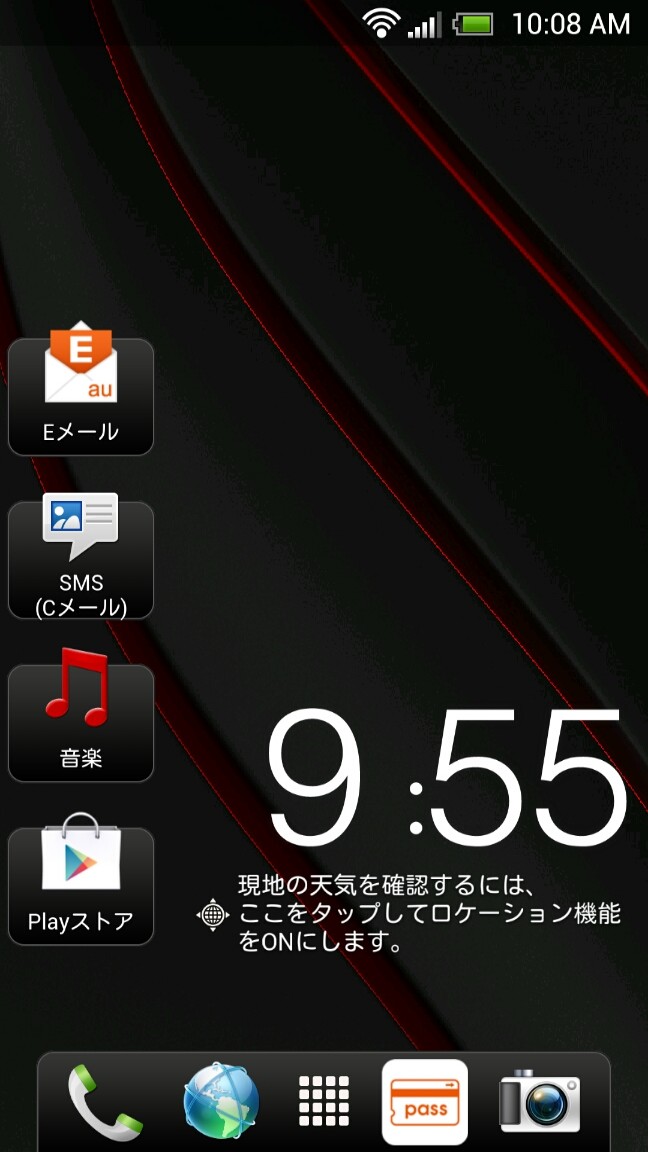 10:08 AM
E
au
Eメール
SMS
(Cメール)
音楽
Playストア
9:55
現地の天気を確認するには、
ここをタップしてロケーション機能
をONにします。
pass